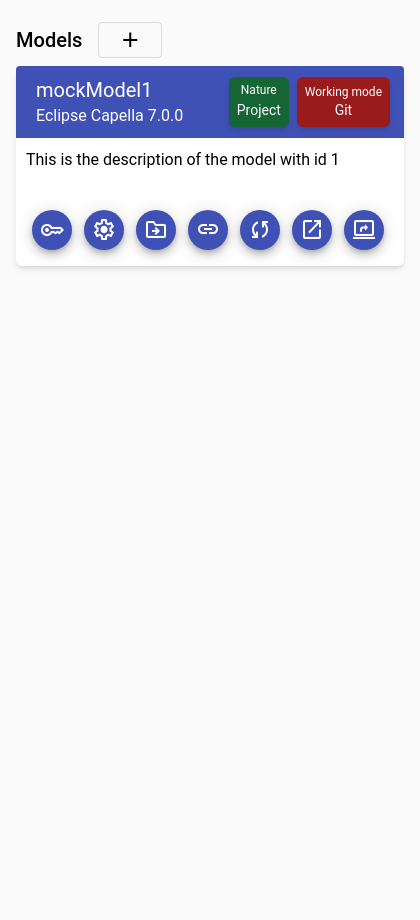 Models
mockModel1
Eclipse Capella 7.0.0
Nature
Project
Working mode
Git
This is the description of the model with id 1